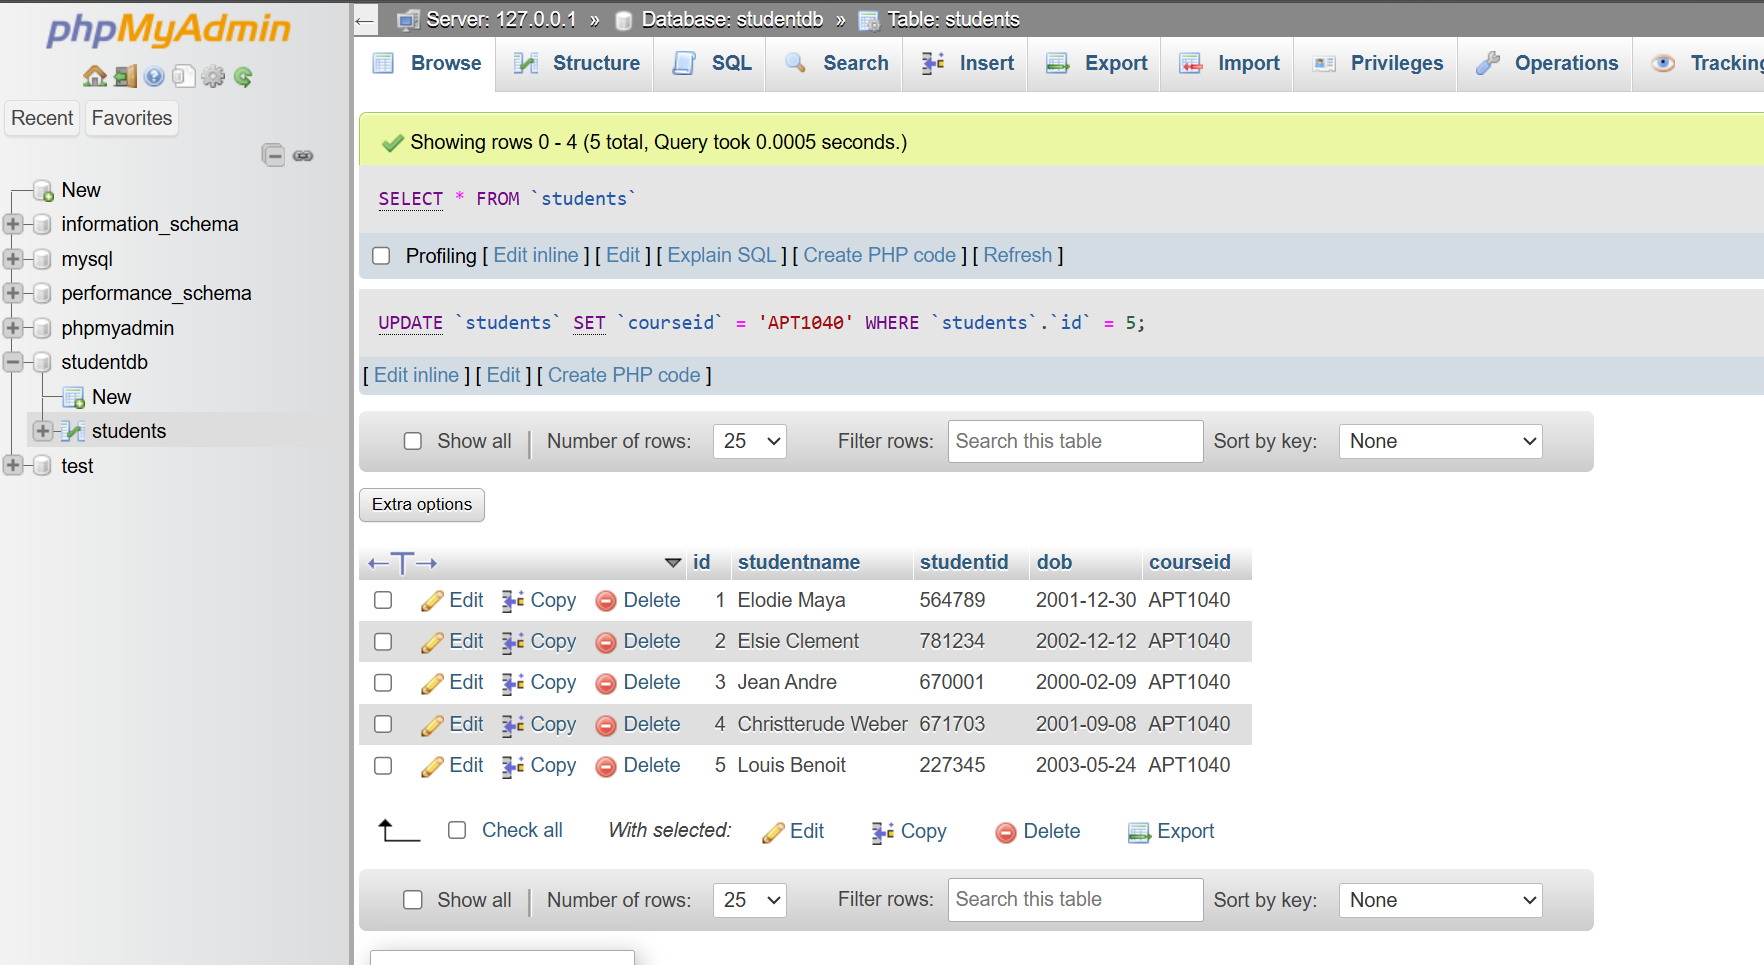 phpMyAdmin
Recent Favorites
New
information_schema
mysql
performance_schema
phpmyadmin
studentdb
New
students
test
Server: 127.0.0.1 » Database: studentdb » Table: students
Browse Structure SQL Search Insert Export Import Privileges Operations Tracking
Showing rows 0 - 4 (5 total, Query took 0.0005 seconds.)
SELECT * FROM `students`
Profiling [ Edit inline ] [ Edit ] [ Explain SQL ] [ Create PHP code ] [ Refresh ]
UPDATE `students` SET `courseid` = 'APT1040' WHERE `students`.`id` = 5;
[ Edit inline ] [ Edit ] [ Create PHP code ]
Show all | Number of rows: 25 Filter rows: Search this table Sort by key: None
Extra options
id studentname studentid dob courseid
Edit Copy Delete 1 Elodie Maya 564789 2001-12-30 APT1040
Edit Copy Delete 2 Elsie Clement 781234 2002-12-12 APT1040
Edit Copy Delete 3 Jean Andre 670001 2000-02-09 APT1040
Edit Copy Delete 4 Christterude Weber 671703 2001-09-08 APT1040
Edit Copy Delete 5 Louis Benoit 227345 2003-05-24 APT1040
Check all With selected: Edit Copy Delete Export
Show all | Number of rows: 25 Filter rows: Search this table Sort by key: None